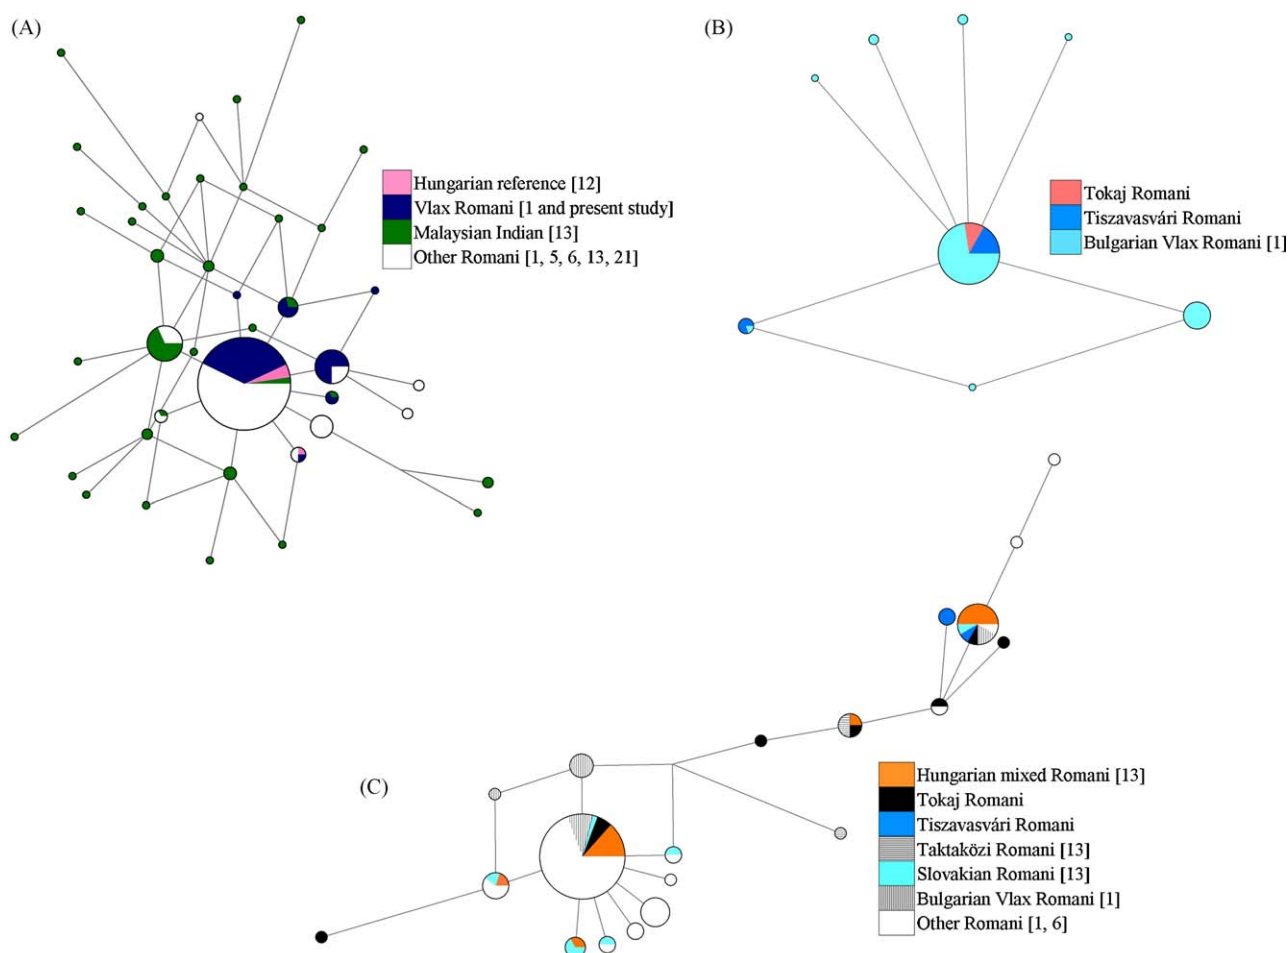 (A)
Hungarian reference [12]
Vlax Romani [1 and present study]
Malaysian Indian [13]
Other Romani [1, 5, 6, 13, 21]
(B)
Tokaj Romani
Tiszavasvári Romani
Bulgarian Vlax Romani [1]
(C)
Hungarian mixed Romani [13]
Tokaj Romani
Tiszavasvári Romani
Taktaközi Romani [13]
Slovakian Romani [13]
Bulgarian Vlax Romani [1]
Other Romani [1, 6]